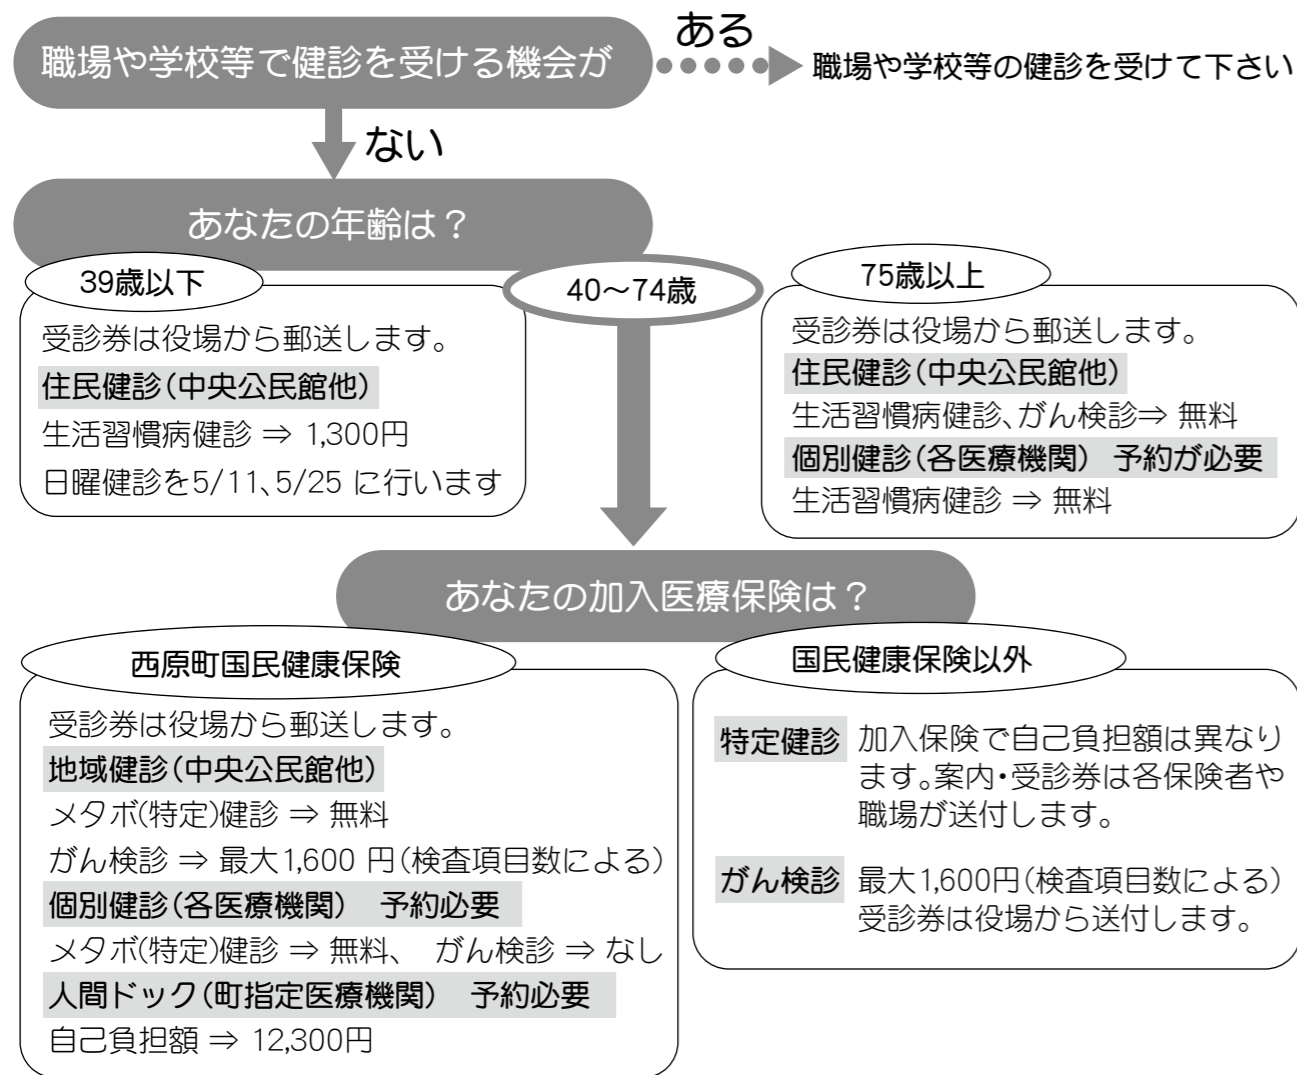 職場や学校等で健診を受ける機会が
ある
職場や学校等の健診を受けて下さい
ない
あなたの年齢は？
39歳以下
受診券は役場から郵送します。
住民健診（中央公民館他）
生活習慣病健診 ⇒ 1,300円
日曜健診を5/11、5/25 に行います
40〜74歳
75歳以上
受診券は役場から郵送します。
住民健診（中央公民館他）
生活習慣病健診、がん検診⇒ 無料
個別健診（各医療機関） 予約が必要
生活習慣病健診 ⇒ 無料
あなたの加入医療保険は？
西原町国民健康保険
受診券は役場から郵送します。
地域健診（中央公民館他）
メタボ(特定)健診 ⇒ 無料
がん検診 ⇒ 最大1,600 円（検査項目数による）
個別健診（各医療機関） 予約必要
メタボ(特定)健診 ⇒ 無料、 がん検診 ⇒ なし
人間ドック（町指定医療機関） 予約必要
自己負担額 ⇒ 12,300円
国民健康保険以外
特定健診 加入保険で自己負担額は異なり
ます。案内・受診券は各保険者や
職場が送付します。
がん検診 最大1,600円（検査項目数による）
受診券は役場から送付します。